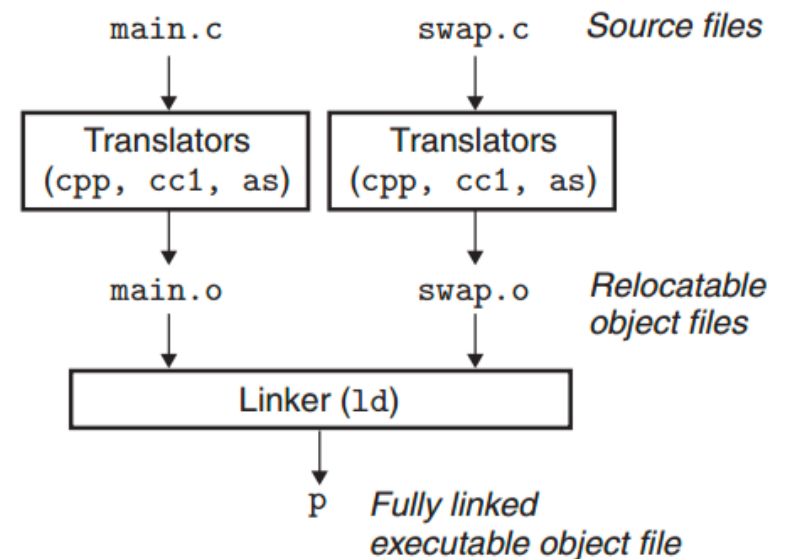 main.c swap.c Source files
Translators Translators
(cpp, cc1, as) (cpp, cc1, as)
main.o swap.o Relocatable
object files
Linker (ld)
p Fully linked
executable object file